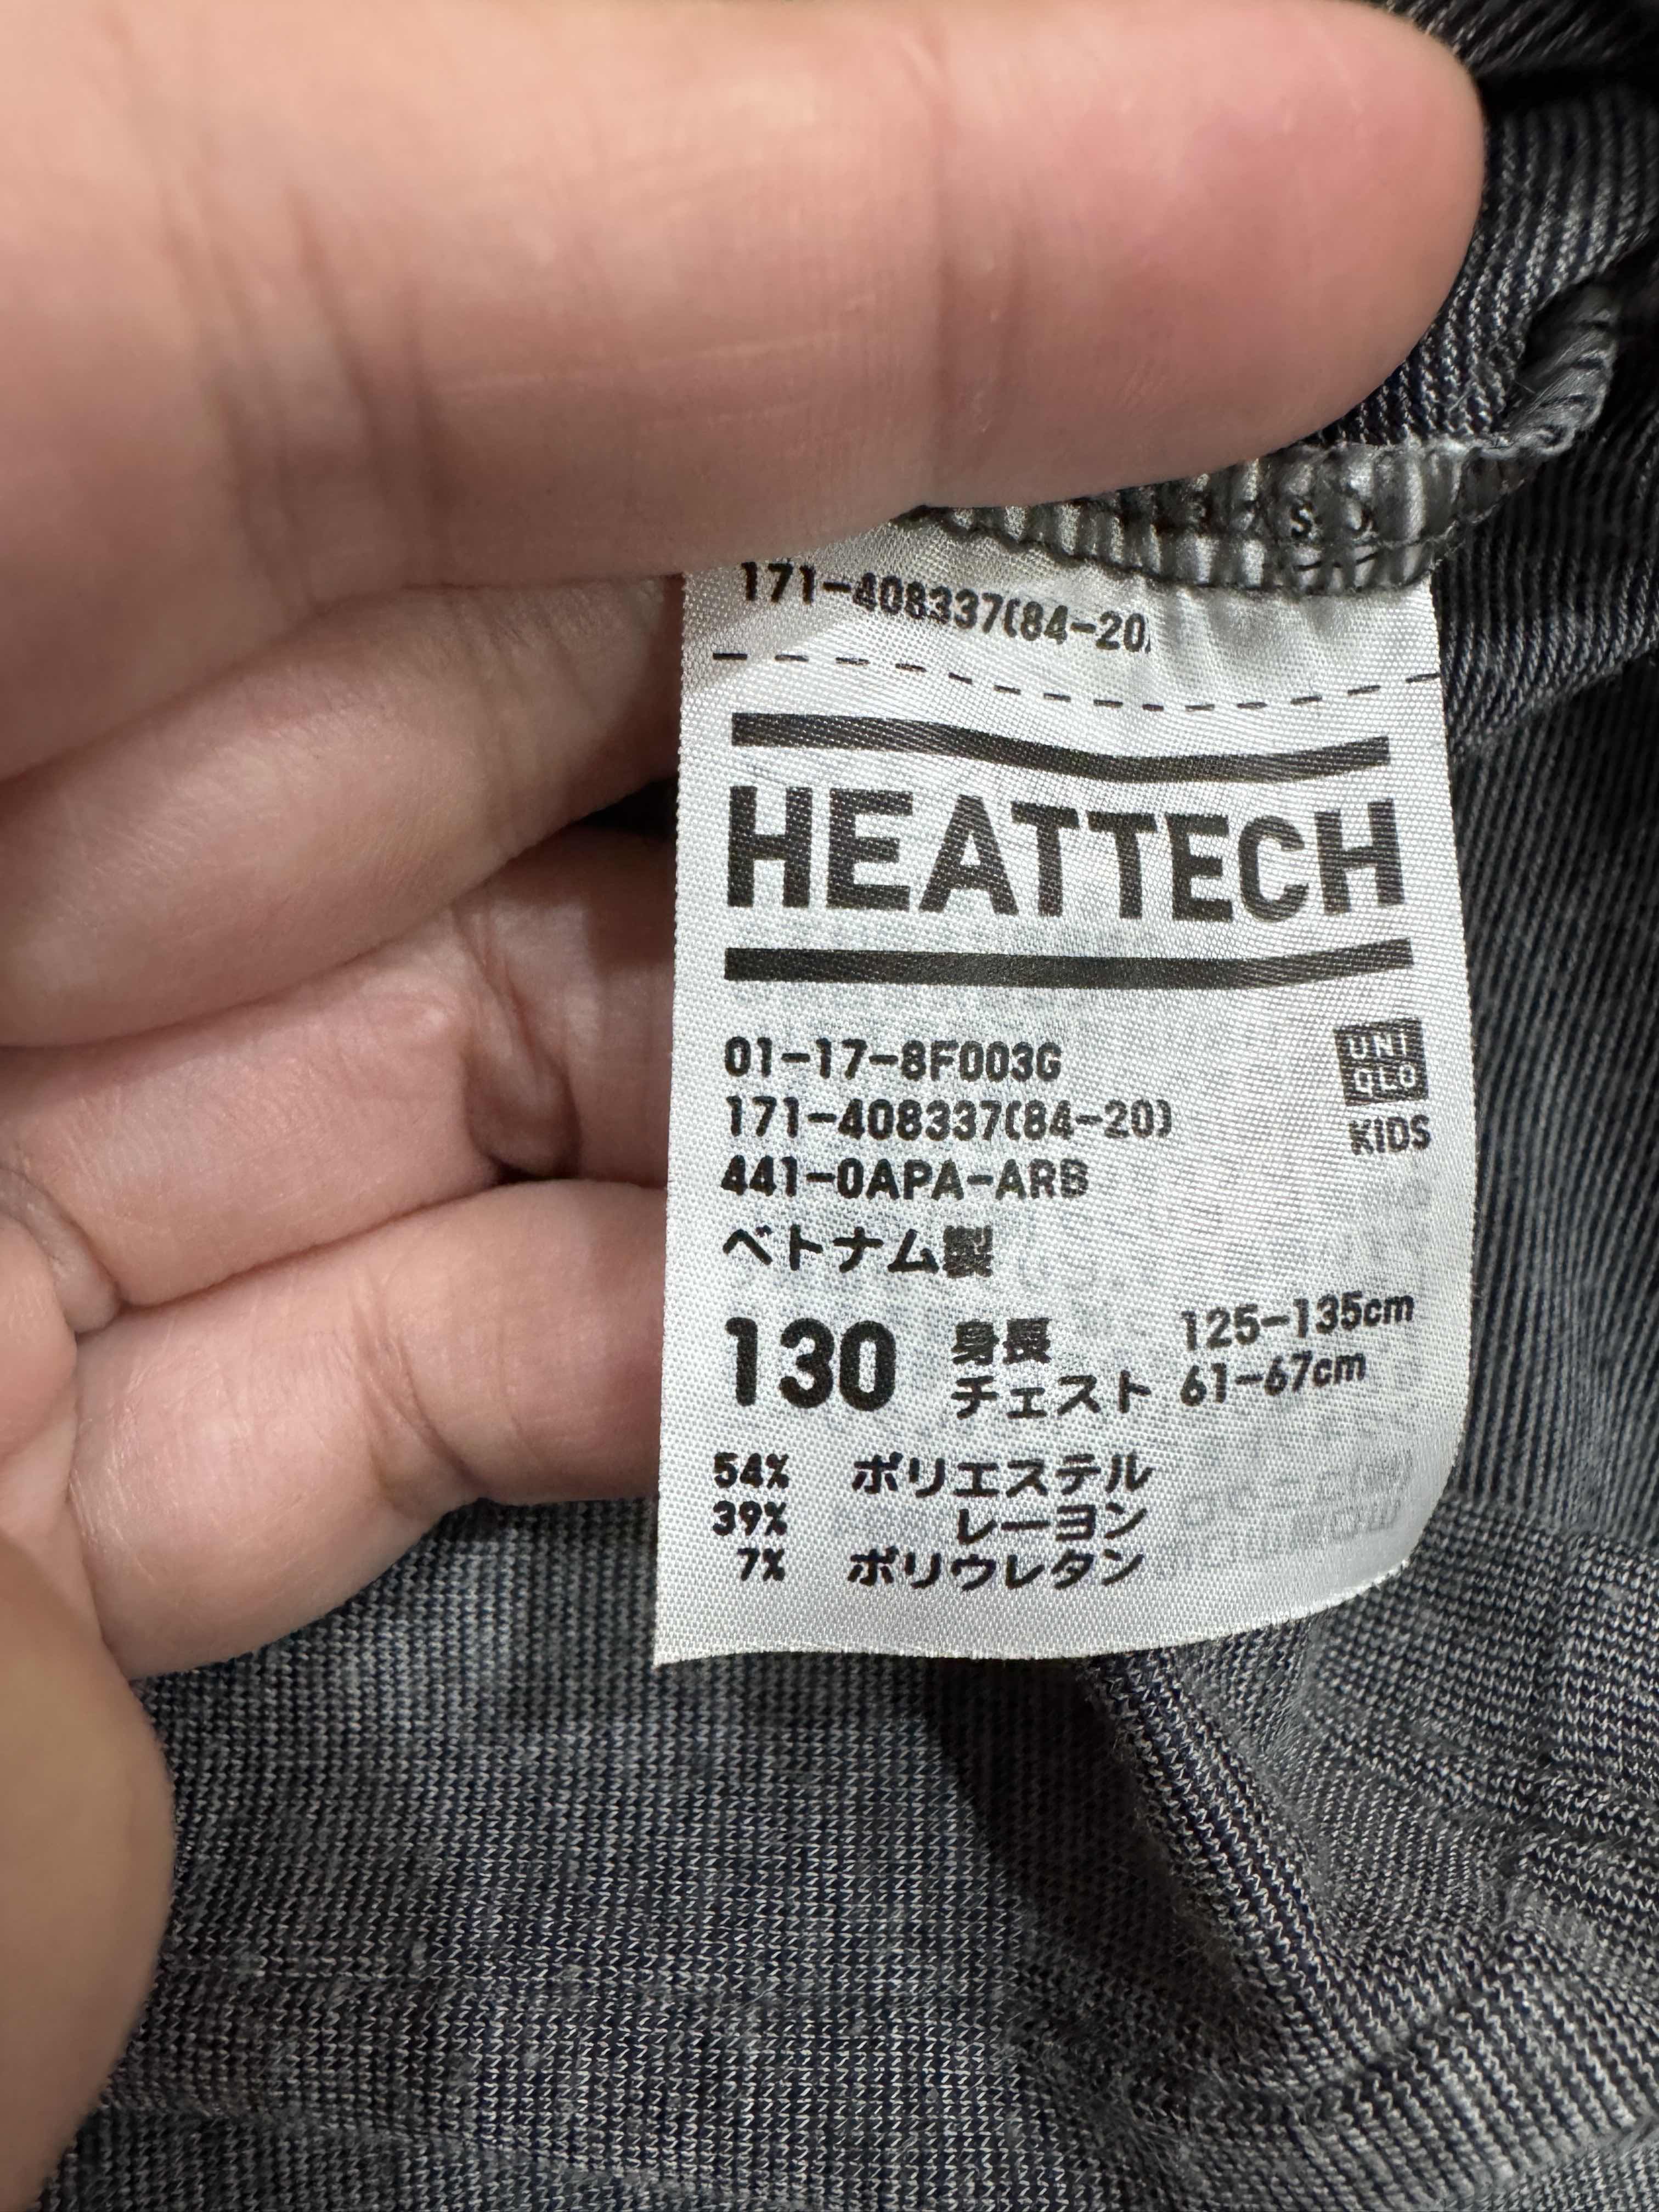 171-408337(84-20)
HEATTECH
01-17-8F003G
171-408337(84-20)
441-0APA-ARB
UNI
QLO
KIDS
ベトナム製
130 身長 125-135cm
チェスト 61-67cm
54% ポリエステル
39% レーヨン
7% ポリウレタン